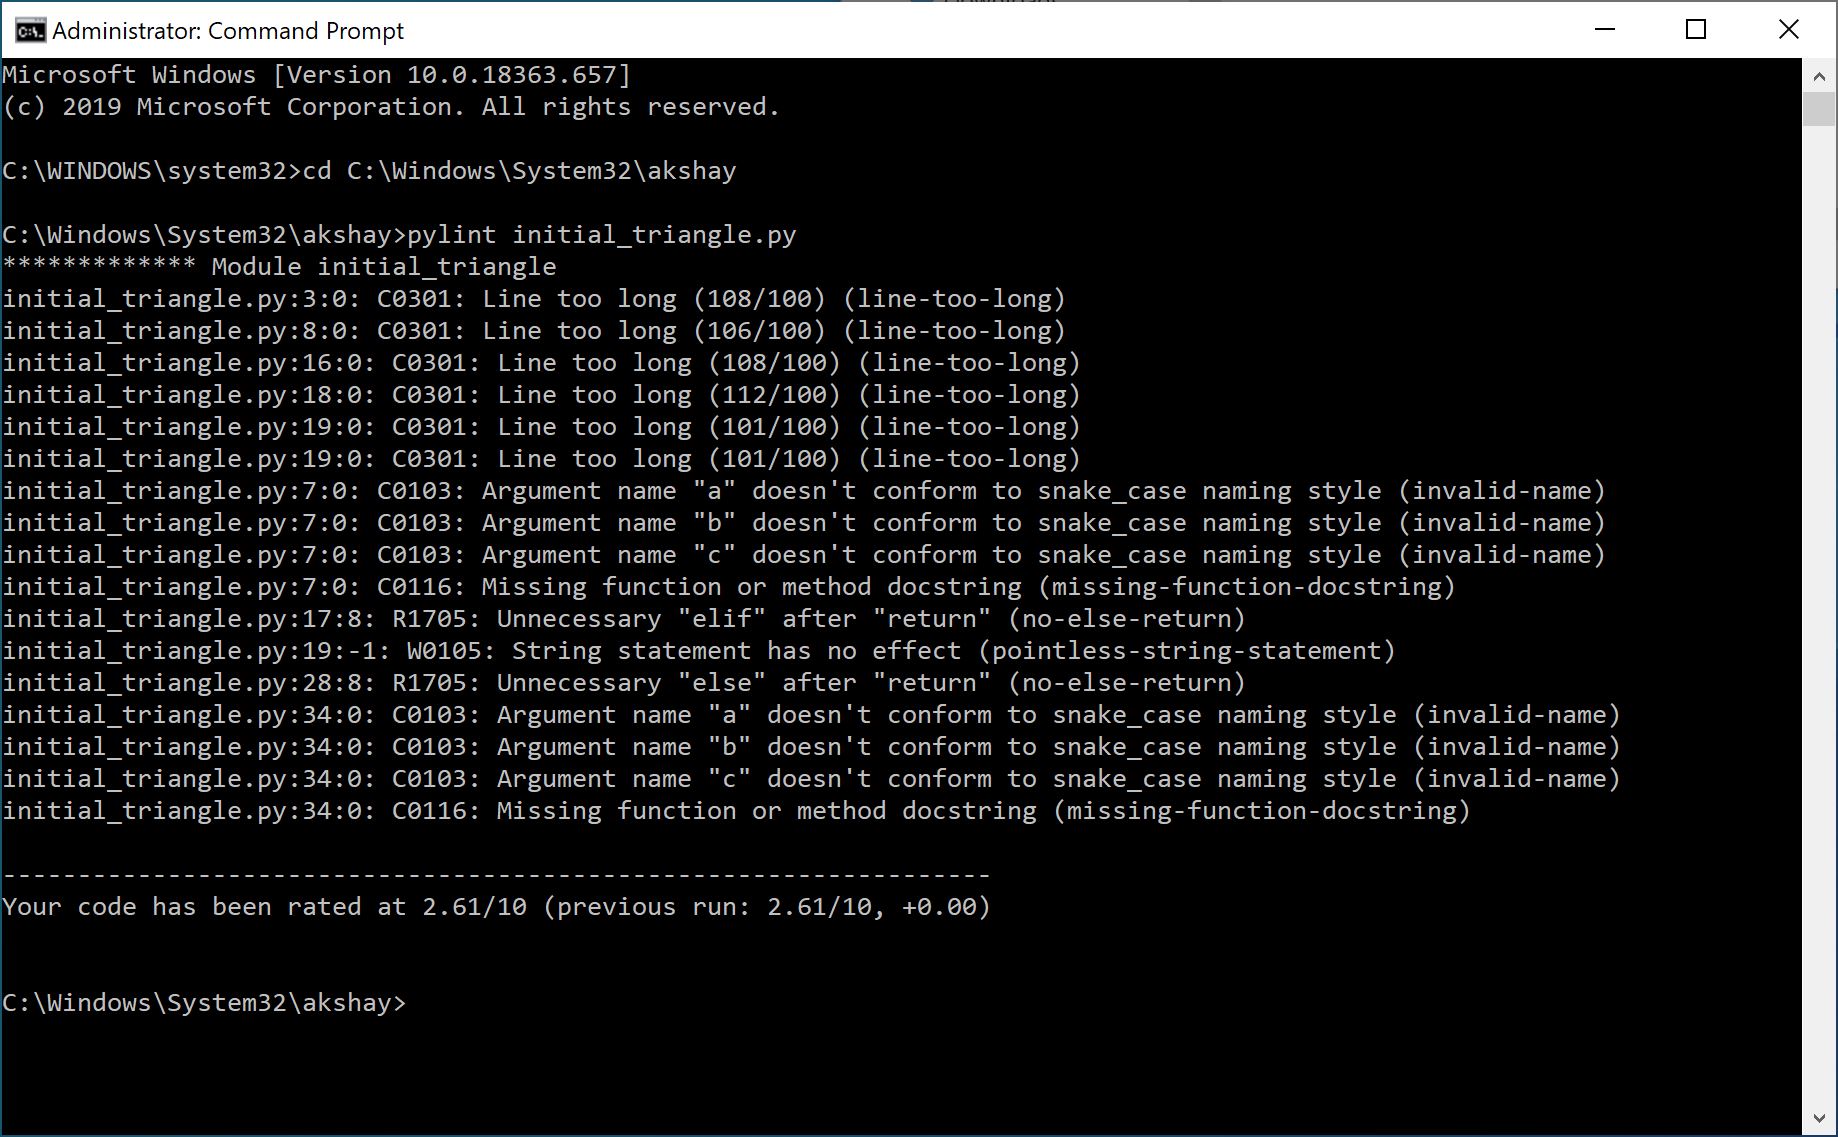 Administrator: Command Prompt
Microsoft Windows [Version 10.0.18363.657]
(c) 2019 Microsoft Corporation. All rights reserved.
C:\WINDOWS\system32>cd C:\Windows\System32\akshay
C:\Windows\System32\akshay>pylint initial_triangle.py
************* Module initial_triangle
initial_triangle.py:3:0: C0301: Line too long (108/100) (line-too-long)
initial_triangle.py:8:0: C0301: Line too long (106/100) (line-too-long)
initial_triangle.py:16:0: C0301: Line too long (108/100) (line-too-long)
initial_triangle.py:18:0: C0301: Line too long (112/100) (line-too-long)
initial_triangle.py:19:0: C0301: Line too long (101/100) (line-too-long)
initial_triangle.py:19:0: C0301: Line too long (101/100) (line-too-long)
initial_triangle.py:7:0: C0103: Argument name "a" doesn't conform to snake_case naming style (invalid-name)
initial_triangle.py:7:0: C0103: Argument name "b" doesn't conform to snake_case naming style (invalid-name)
initial_triangle.py:7:0: C0103: Argument name "c" doesn't conform to snake_case naming style (invalid-name)
initial_triangle.py:7:0: C0116: Missing function or method docstring (missing-function-docstring)
initial_triangle.py:17:8: R1705: Unnecessary "elif" after "return" (no-else-return)
initial_triangle.py:19:-1: W0105: String statement has no effect (pointless-string-statement)
initial_triangle.py:28:8: R1705: Unnecessary "else" after "return" (no-else-return)
initial_triangle.py:34:0: C0103: Argument name "a" doesn't conform to snake_case naming style (invalid-name)
initial_triangle.py:34:0: C0103: Argument name "b" doesn't conform to snake_case naming style (invalid-name)
initial_triangle.py:34:0: C0103: Argument name "c" doesn't conform to snake_case naming style (invalid-name)
initial_triangle.py:34:0: C0116: Missing function or method docstring (missing-function-docstring)
------------------------------------------------------------------
Your code has been rated at 2.61/10 (previous run: 2.61/10, +0.00)
C:\Windows\System32\akshay>